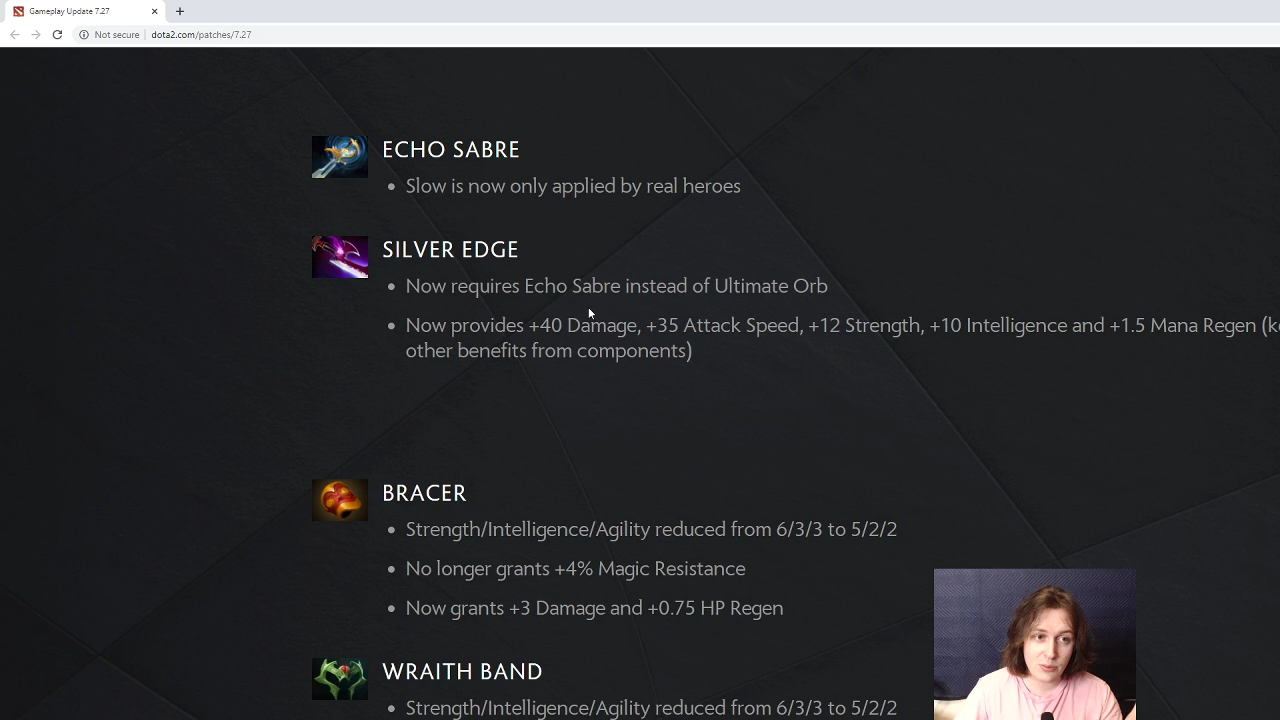 Gameplay Update 7.27
Not secure
dota2.com/patches/7.27
ECHO SABRE
Slow is now only applied by real heroes
SILVER EDGE
Now requires Echo Sabre instead of Ultimate Orb
Now provides +40 Damage, +35 Attack Speed, +12 Strength, +10 Intelligence and +1.5 Mana Regen
other benefits from components)
BRACER
Strength/Intelligence/Agility reduced from 6/3/3 to 5/2/2
No longer grants +4% Magic Resistance
Now grants +3 Damage and +0.75 HP Regen
WRAITH BAND
Strength/Intelligence/Agility reduced from 6/3/3 to 5/2/2